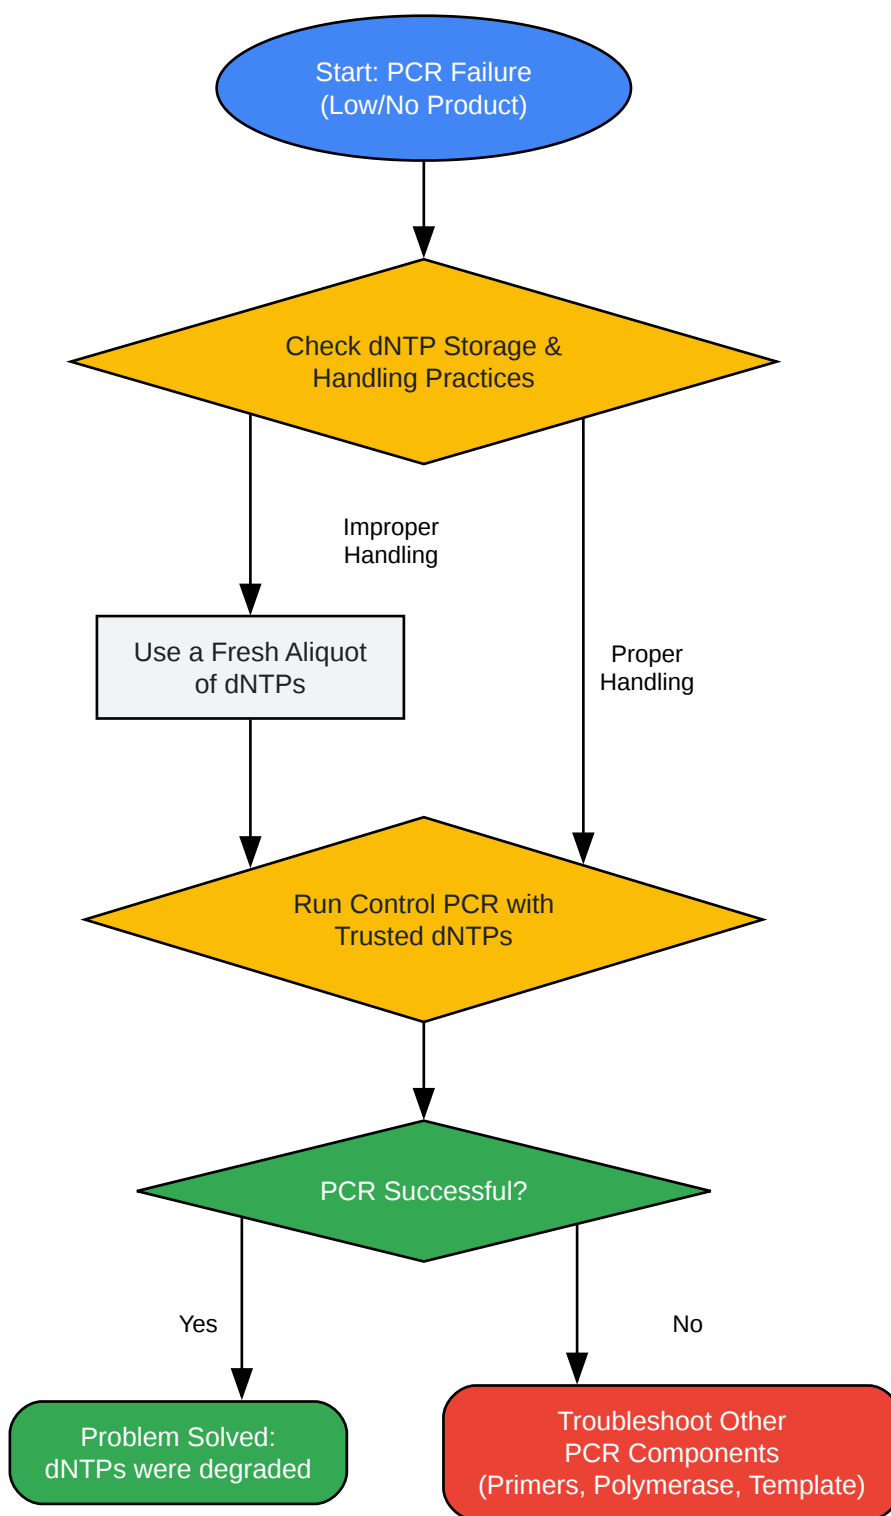 Start: PCR Failure
(Low/No Product)
Check dNTP Storage &
Handling Practices
Improper
Handling
Use a Fresh Aliquot
of dNTPs
Proper
Handling
Run Control PCR with
Trusted dNTPs
PCR Successful?
Yes
No
Problem Solved:
dNTPs were degraded
Troubleshoot Other
PCR Components
(Primers, Polymerase, Template)